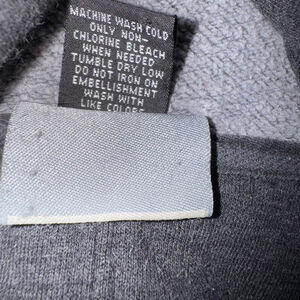 MACHINE WASH COLD
ONLY NON-
CHLORINE BLEACH
WHEN NEEDED
TUMBLE DRY LOW
DO NOT IRON ON
EMBELLISHMENT
WASH WITH
LIKE COLORS